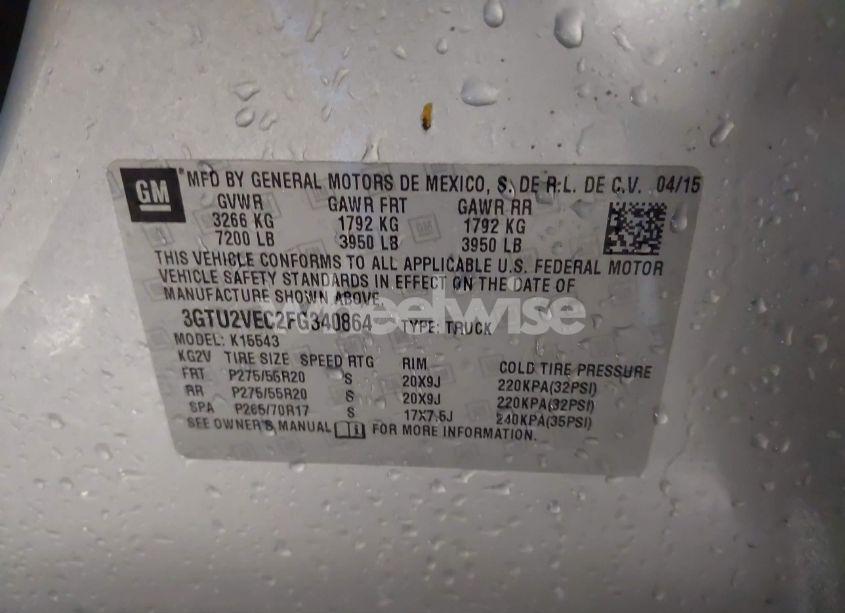 GM
MFD BY GENERAL MOTORS DE MEXICO, S. DE R.L. DE C.V. 04/15
GVWR GAWR FRT GAWR RR
3266 KG 1792 KG 1792 KG
7200 LB 3950 LB 3950 LB
THIS VEHICLE CONFORMS TO ALL APPLICABLE U.S. FEDERAL MOTOR
VEHICLE SAFETY STANDARDS IN EFFECT ON THE DATE OF
MANUFACTURE SHOWN ABOVE.
3GTU2VEC2FG340864 TYPE: TRUCK
MODEL: K15543
KG2V TIRE SIZE SPEED RTG RIM COLD TIRE PRESSURE
FRT P275/55R20 S 20X9J 220KPA(32PSI)
RR P275/55R20 S 20X9J 220KPA(32PSI)
SPA P265/70R17 S 17X7.5J 240KPA(35PSI)
SEE OWNER'S MANUAL FOR MORE INFORMATION.